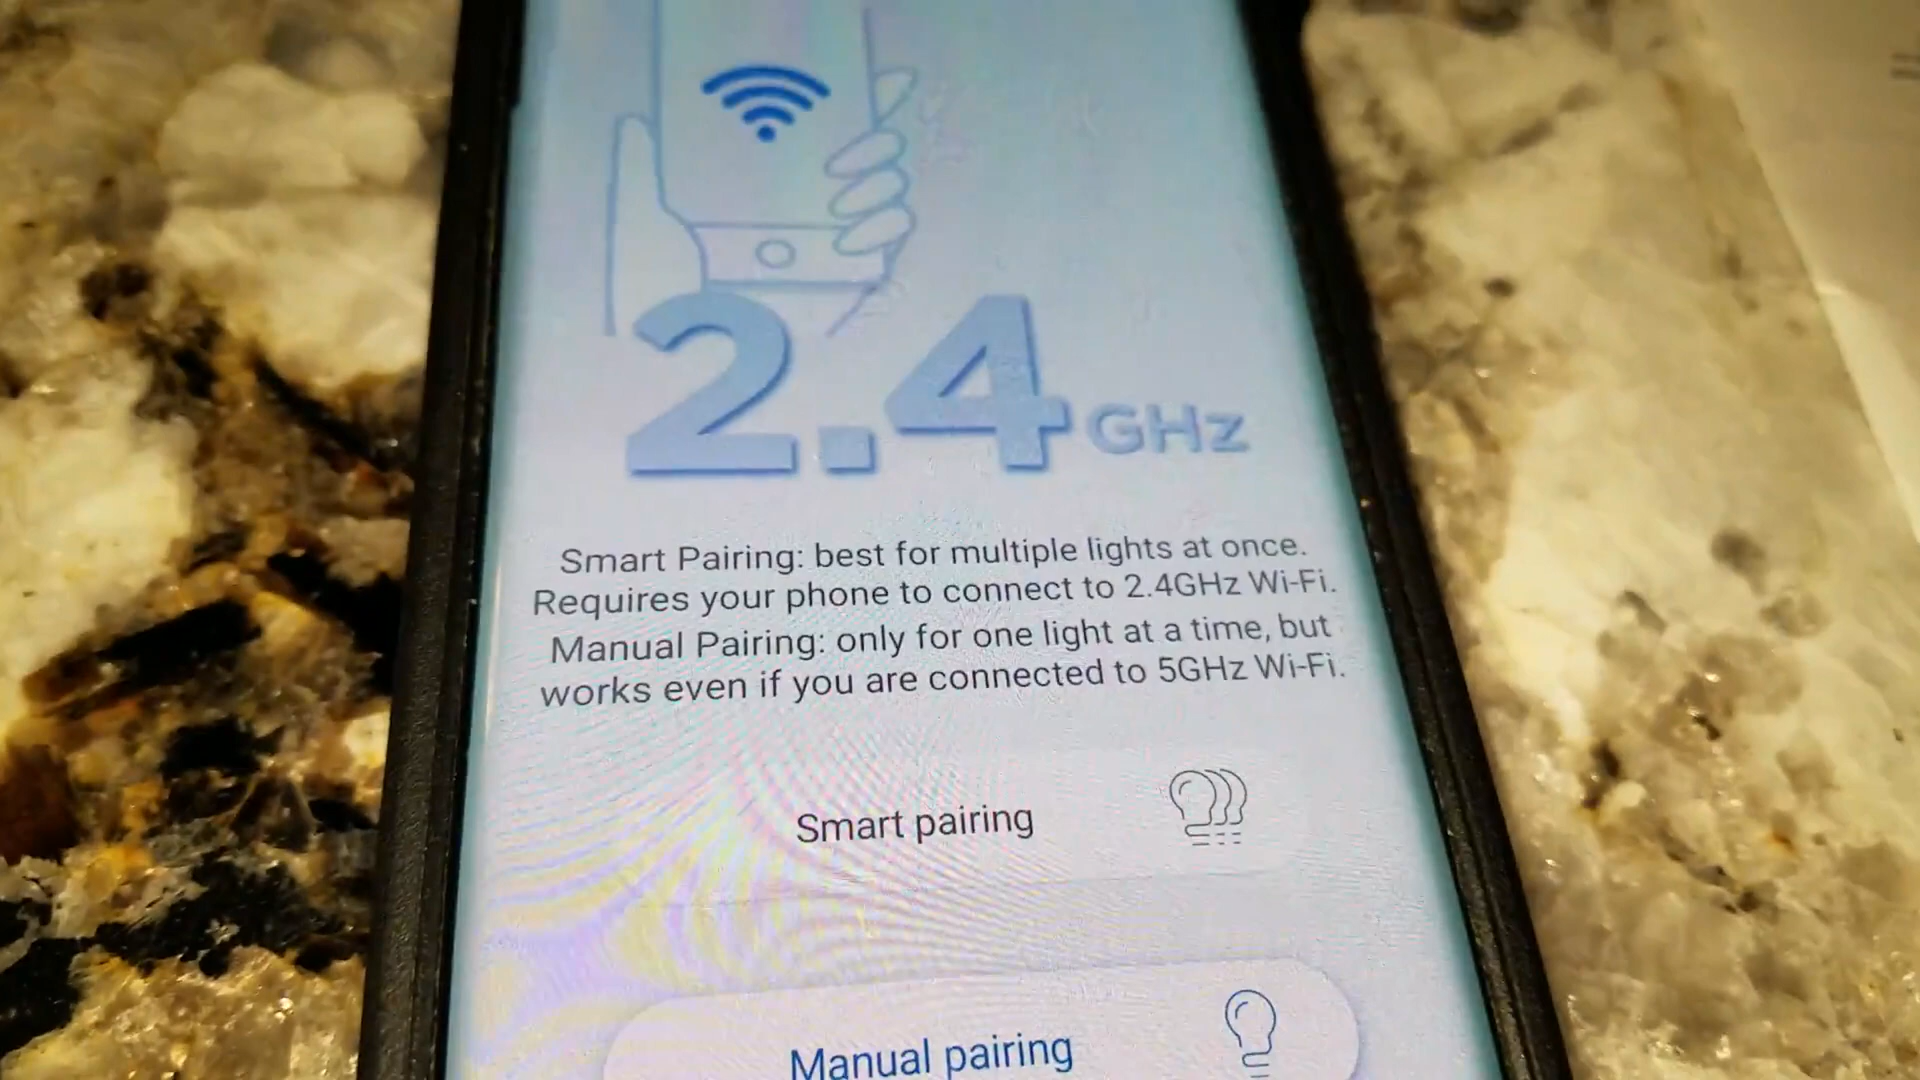 2.4 GHz
Smart Pairing: best for multiple lights at once.
Requires your phone to connect to 2.4GHz Wi-Fi.
Manual Pairing: only for one light at a time, but
works even if you are connected to 5GHz Wi-Fi.
Smart pairing
Manual pairing